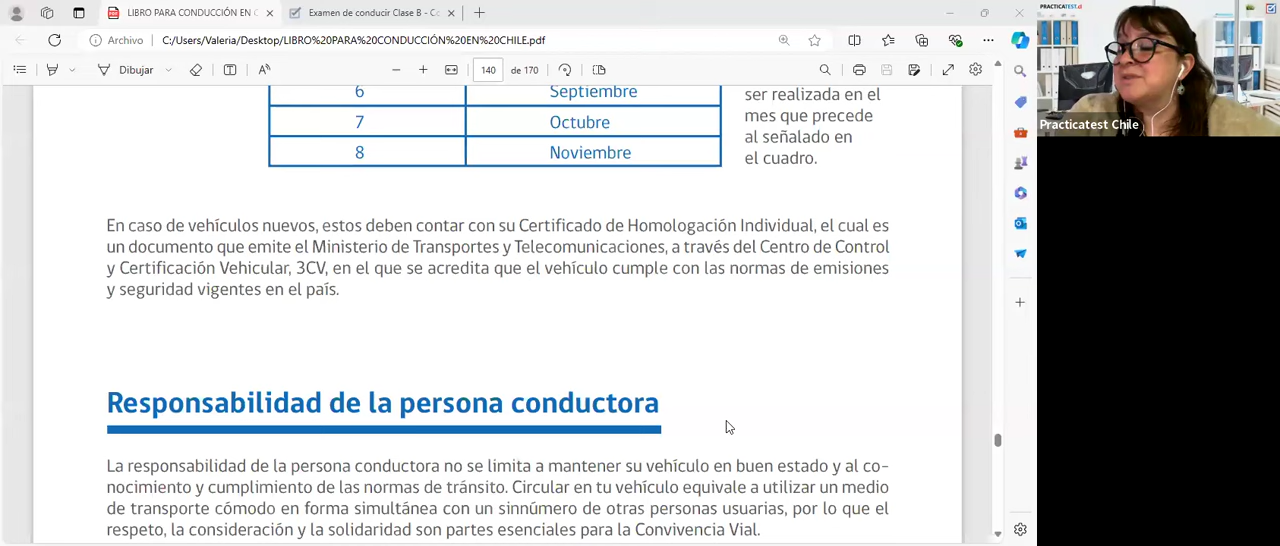 LIBRO PARA CONDUCCIÓN EN C
Examen de conducir Clase B - Co
Archivo
C:/Users/Valeria/Desktop/LIBRO%20PARA%20CONDUCCIÓN%20EN%20CHILE.pdf
Dibujar
140 de 170
6 Septiembre
7 Octubre
8 Noviembre
ser realizada en el
mes que precede
al señalado en
el cuadro.
En caso de vehículos nuevos, estos deben contar con su Certificado de Homologación Individual, el cual es
un documento que emite el Ministerio de Transportes y Telecomunicaciones, a través del Centro de Control
y Certificación Vehicular, 3CV, en el que se acredita que el vehículo cumple con las normas de emisiones
y seguridad vigentes en el país.
Responsabilidad de la persona conductora
La responsabilidad de la persona conductora no se limita a mantener su vehículo en buen estado y al co-
nocimiento y cumplimiento de las normas de tránsito. Circular en tu vehículo equivale a utilizar un medio
de transporte cómodo en forma simultánea con un sinnúmero de otras personas usuarias, por lo que el
respeto, la consideración y la solidaridad son partes esenciales para la Convivencia Vial.
PRACTICATEST.cl
Practicatest Chile